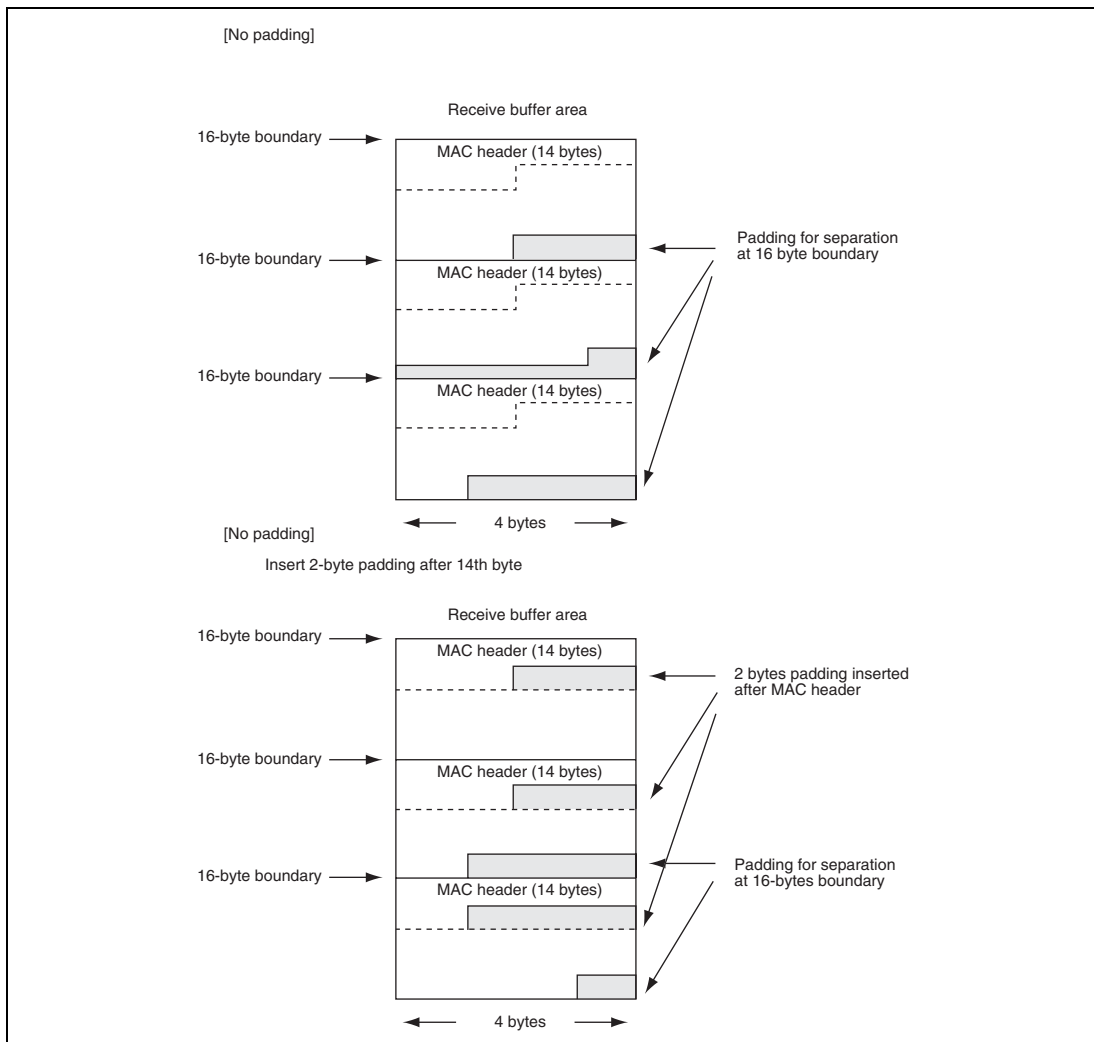 [No padding]
Receive buffer area
16-byte boundary
MAC header (14 bytes)
Padding for separation
at 16 byte boundary
16-byte boundary
MAC header (14 bytes)
16-byte boundary
MAC header (14 bytes)
4 bytes
[No padding]
Insert 2-byte padding after 14th byte
Receive buffer area
16-byte boundary
MAC header (14 bytes)
2 bytes padding inserted
after MAC header
16-byte boundary
MAC header (14 bytes)
Padding for separation
at 16-bytes boundary
16-byte boundary
MAC header (14 bytes)
4 bytes